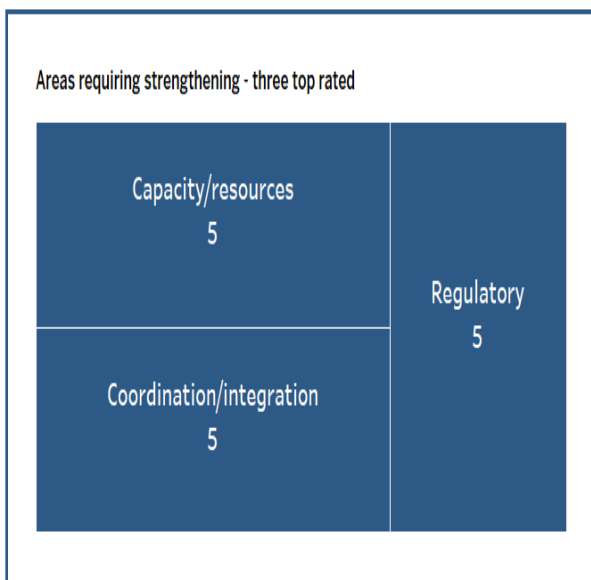 Areas requiring strengthening - three top rated
Capacity/resources
5
Coordination/integration
5
Regulatory
5